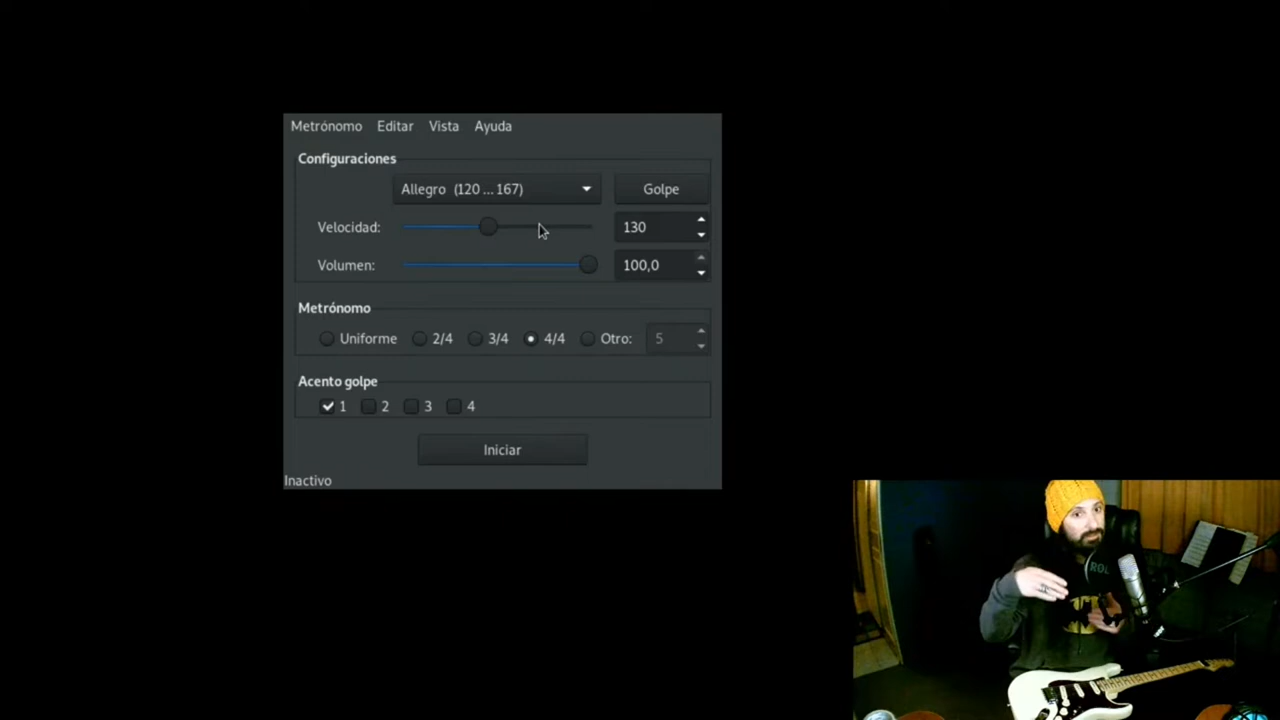 Metrónomo Editar Vista Ayuda
Configuraciones
Allegro (120 ... 167) Golpe
Velocidad: 130
Volumen: 100,0
Metrónomo
Uniforme 2/4 3/4 4/4 Otro: 5
Acento golpe
1 2 3 4
Iniciar
Inactivo